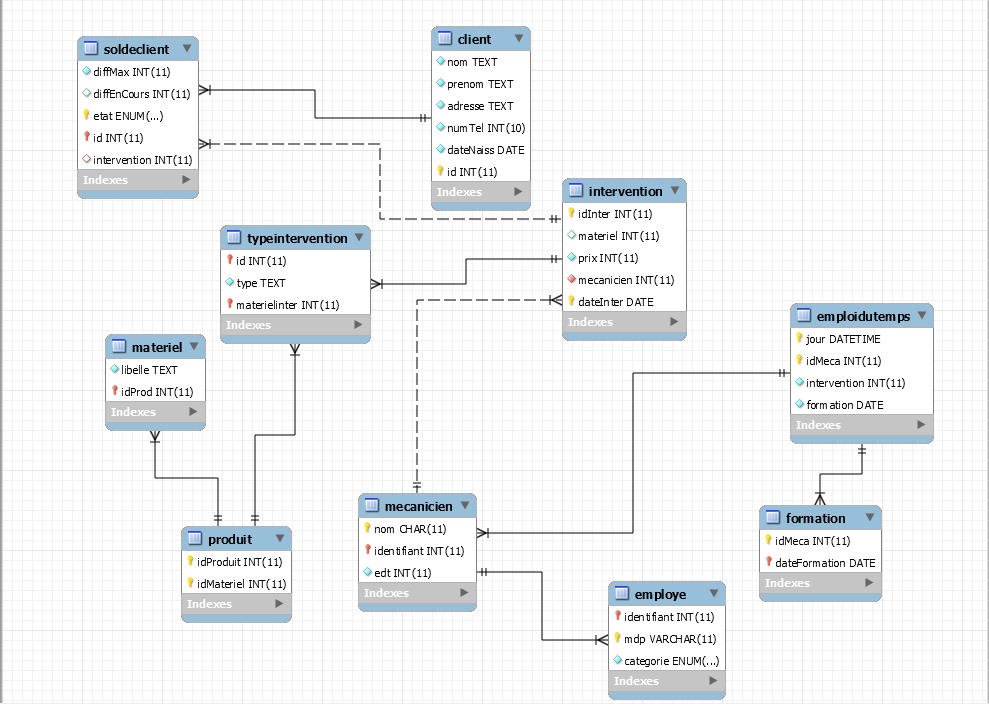 soldeclient
diffMax INT(11)
diffEnCours INT(11)
etat ENUM(...)
id INT(11)
intervention INT(11)
Indexes
client
nom TEXT
prenom TEXT
adresse TEXT
numTel INT(10)
dateNaiss DATE
id INT(11)
Indexes
intervention
idInter INT(11)
materiel INT(11)
prix INT(11)
mecanicien INT(11)
dateInter DATE
Indexes
typeintervention
id INT(11)
type TEXT
materielinter INT(11)
Indexes
materiel
libelle TEXT
idProd INT(11)
Indexes
emploidutemps
jour DATETIME
idMeca INT(11)
intervention INT(11)
formation DATE
Indexes
mecanicien
nom CHAR(11)
identifiant INT(11)
edt INT(11)
Indexes
formation
idMeca INT(11)
dateFormation DATE
Indexes
produit
idProduit INT(11)
idMateriel INT(11)
Indexes
employe
identifiant INT(11)
mdp VARCHAR(11)
categorie ENUM(...)
Indexes